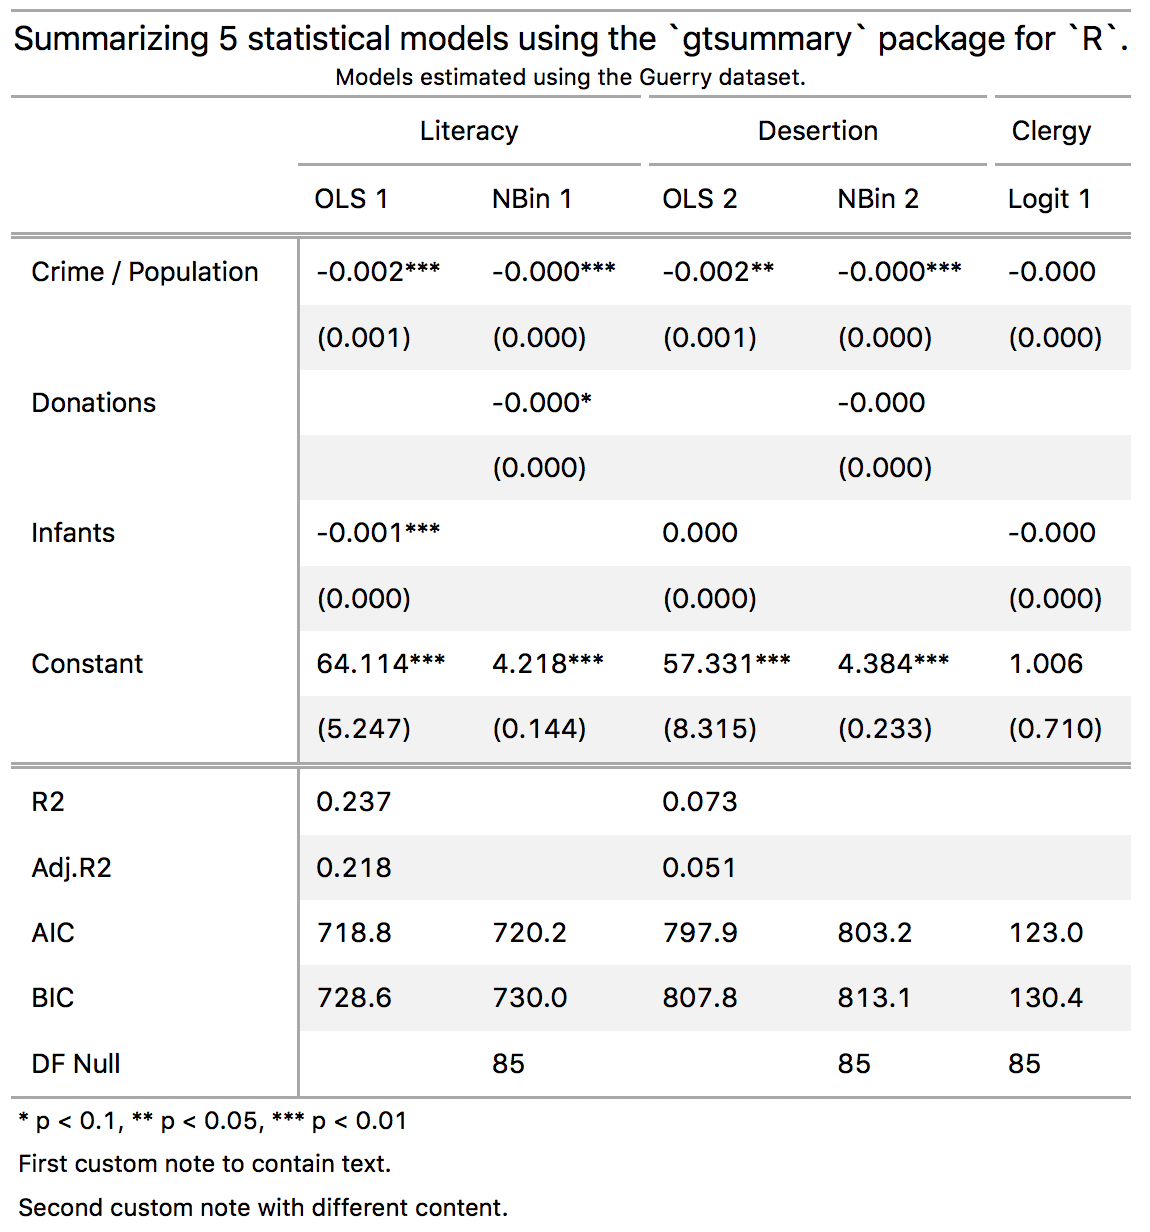 Summarizing 5 statistical models using the `gtsummary` package for `R`.
Models estimated using the Guerry dataset.
Literacy Desertion Clergy
OLS 1 NBin 1 OLS 2 NBin 2 Logit 1
Crime / Population -0.002*** -0.000*** -0.002** -0.000*** -0.000
(0.001) (0.000) (0.001) (0.000) (0.000)
Donations -0.000* -0.000
(0.000) (0.000)
Infants -0.001*** 0.000 -0.000
(0.000) (0.000) (0.000)
Constant 64.114*** 4.218*** 57.331*** 4.384*** 1.006
(5.247) (0.144) (8.315) (0.233) (0.710)
R2 0.237 0.073
Adj.R2 0.218 0.051
AIC 718.8 720.2 797.9 803.2 123.0
BIC 728.6 730.0 807.8 813.1 130.4
DF Null 85 85 85
* p < 0.1, ** p < 0.05, *** p < 0.01
First custom note to contain text.
Second custom note with different content.